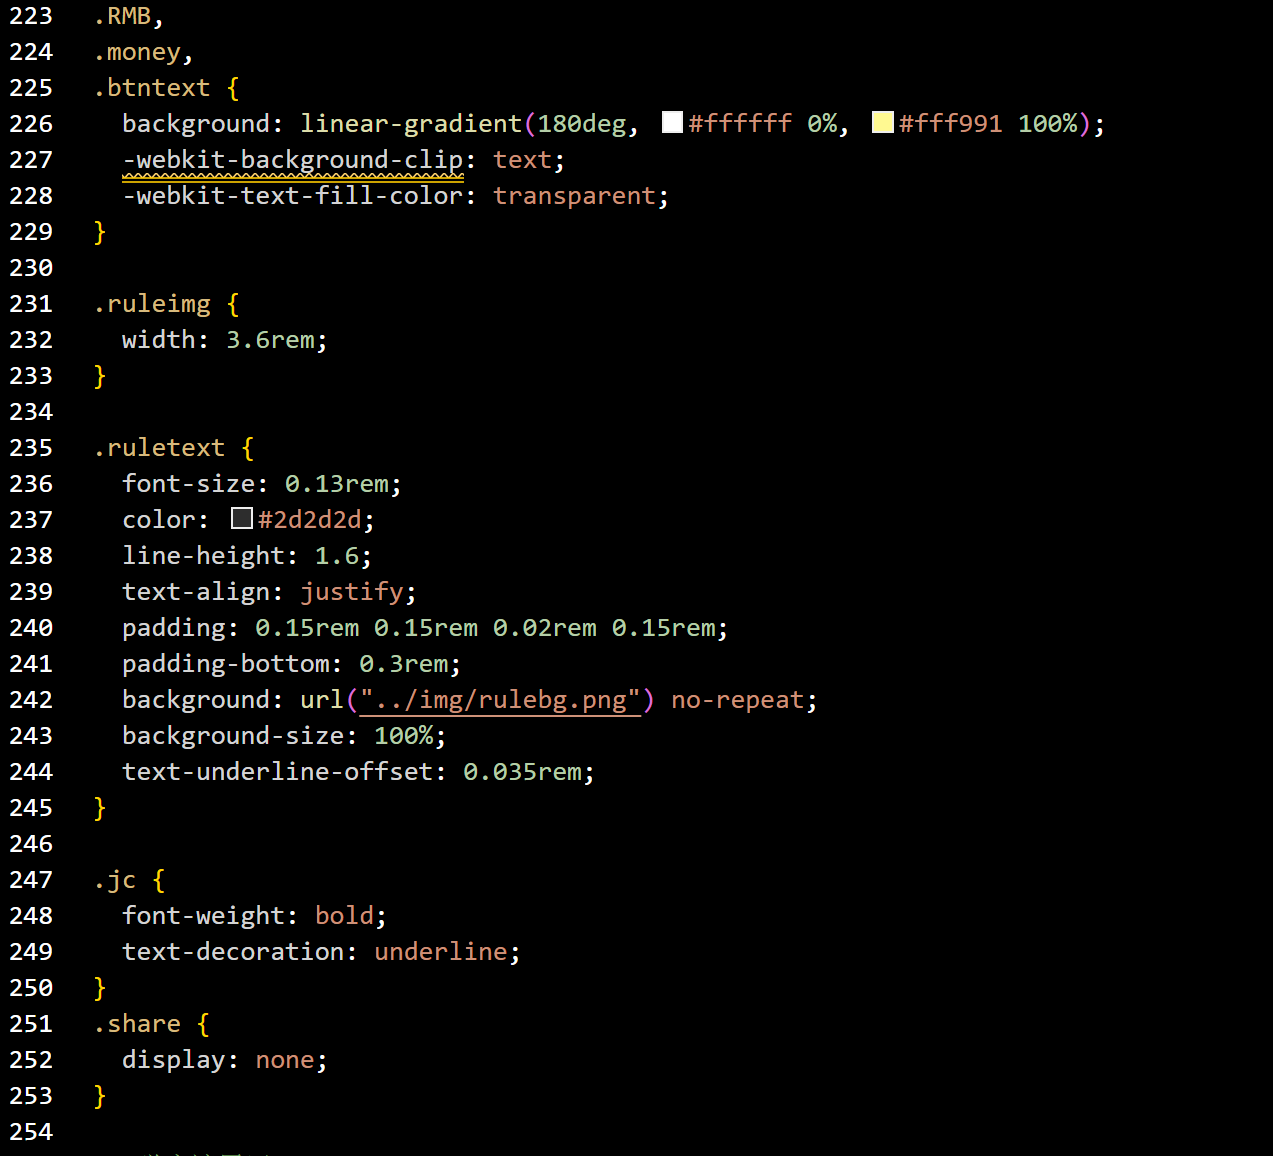 223 .RMB,
224 .money,
225 .btntext {
226 background: linear-gradient(180deg, #ffffff 0%, #fff991 100%);
227 -webkit-background-clip: text;
228 -webkit-text-fill-color: transparent;
229 }
230
231 .ruleimg {
232 width: 3.6rem;
233 }
234
235 .ruletext {
236 font-size: 0.13rem;
237 color: #2d2d2d;
238 line-height: 1.6;
239 text-align: justify;
240 padding: 0.15rem 0.15rem 0.02rem 0.15rem;
241 padding-bottom: 0.3rem;
242 background: url("../img/rulebg.png") no-repeat;
243 background-size: 100%;
244 text-underline-offset: 0.035rem;
245 }
246
247 .jc {
248 font-weight: bold;
249 text-decoration: underline;
250 }
251 .share {
252 display: none;
253 }
254